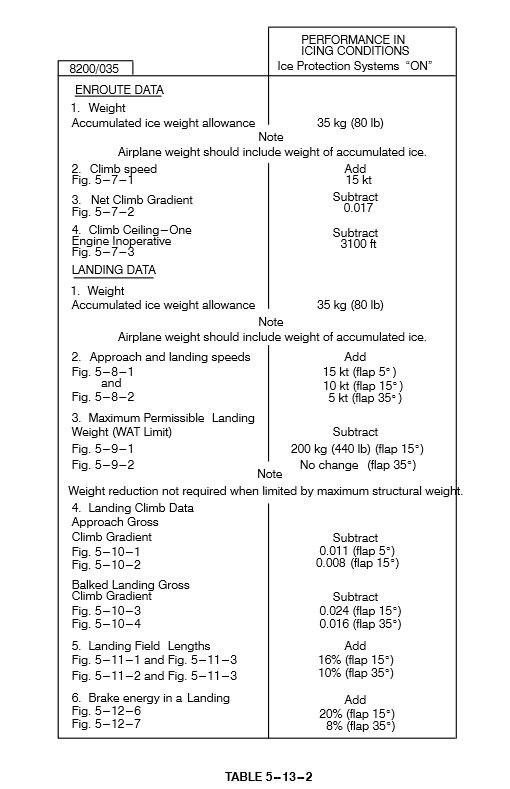 PERFORMANCE IN
ICING CONDITIONS
8200/035 Ice Protection Systems “ON”
ENROUTE DATA
1. Weight
Accumulated ice weight allowance 35 kg (80 lb)
Note
Airplane weight should include weight of accumulated ice.
2. Climb speed Add
Fig. 5−7−1 15 kt
3. Net Climb Gradient Subtract
Fig. 5−7−2 0.017
4. Climb Ceiling−One Subtract
Engine Inoperative 3100 ft
Fig. 5−7−3
LANDING DATA
1. Weight
Accumulated ice weight allowance 35 kg (80 lb)
Note
Airplane weight should include weight of accumulated ice.
2. Approach and landing speeds Add
Fig. 5−8−1 15 kt (flap 5°)
and 10 kt (flap 15°)
Fig. 5−8−2 5 kt (flap 35°)
3. Maximum Permissible Landing
Weight (WAT Limit) Subtract
Fig. 5−9−1 200 kg (440 lb) (flap 15°)
Fig. 5−9−2 No change (flap 35°)
Note
Weight reduction not required when limited by maximum structural weight.
4. Landing Climb Data
Approach Gross
Climb Gradient Subtract
Fig. 5−10−1 0.011 (flap 5°)
Fig. 5−10−2 0.008 (flap 15°)
Balked Landing Gross
Climb Gradient Subtract
Fig. 5−10−3 0.024 (flap 15°)
Fig. 5−10−4 0.016 (flap 35°)
5. Landing Field Lengths Add
Fig. 5−11−1 and Fig. 5−11−3 16% (flap 15°)
Fig. 5−11−2 and Fig. 5−11−3 10% (flap 35°)
6. Brake energy in a Landing Add
Fig. 5−12−6 20% (flap 15°)
Fig. 5−12−7 8% (flap 35°)
TABLE 5−13−2